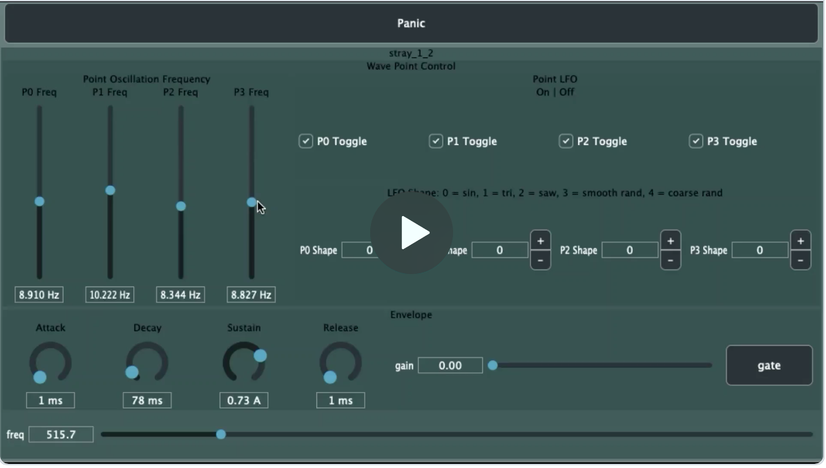 Panic
stray_1_2
Wave Point Control
Point Oscillation Frequency
Point LFO
On | Off
P0 Freq P1 Freq P2 Freq P3 Freq
P0 Toggle P1 Toggle P2 Toggle P3 Toggle
LFO Shape: 0 = sin, 1 = tri, 2 = saw, 3 = smooth rand, 4 = coarse rand
P0 Shape 0 hape 0 + - P2 Shape 0 + - P3 Shape 0 + -
8.910 Hz 10.222 Hz 8.344 Hz 8.827 Hz
Envelope
Attack Decay Sustain Release
gain 0.00 gate
1 ms 78 ms 0.73 A 1 ms
freq 515.7